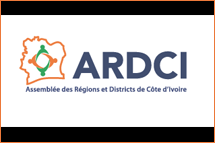 ARDCI
Assemblée des Régions et Districts de Côte d'Ivoire